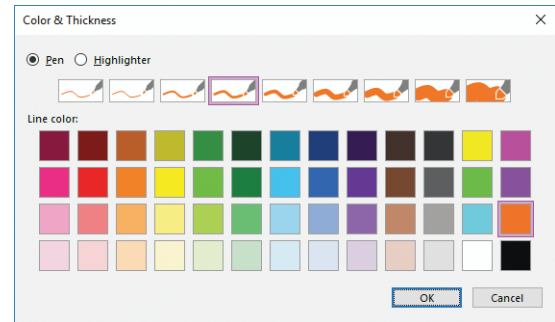 Color & Thickness
Pen Highlighter
Line color:
OK Cancel